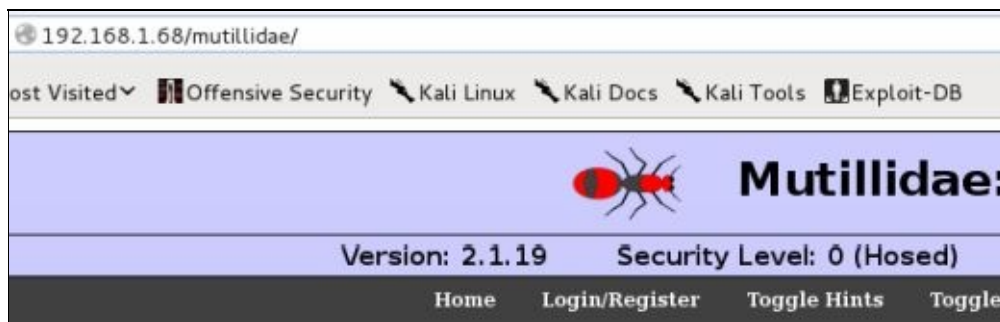 192.168.1.68/mutillidae/
ost Visited Offensive Security Kali Linux Kali Docs Kali Tools Exploit-DB
Mutillidae:
Version: 2.1.19 Security Level: 0 (Hosed)
Home Login/Register Toggle Hints Toggle